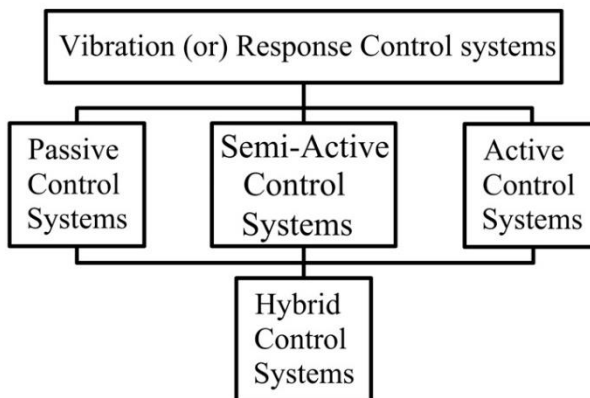 Vibration (or) Response Control systems
Passive
Control
Systems
Semi-Active
Control
Systems
Active
Control
Systems
Hybrid
Control
Systems